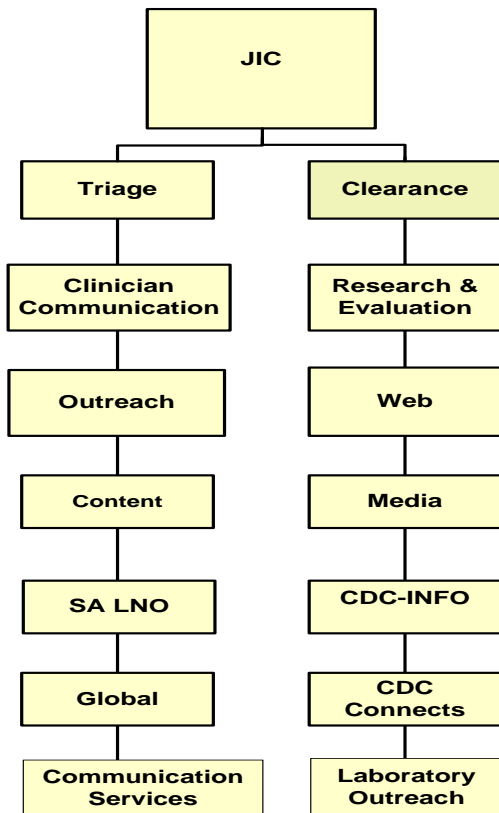 JIC
Triage
Clearance
Clinician
Communication
Research &
Evaluation
Outreach
Web
Content
Media
SA LNO
CDC-INFO
Global
CDC
Connects
Communication
Services
Laboratory
Outreach